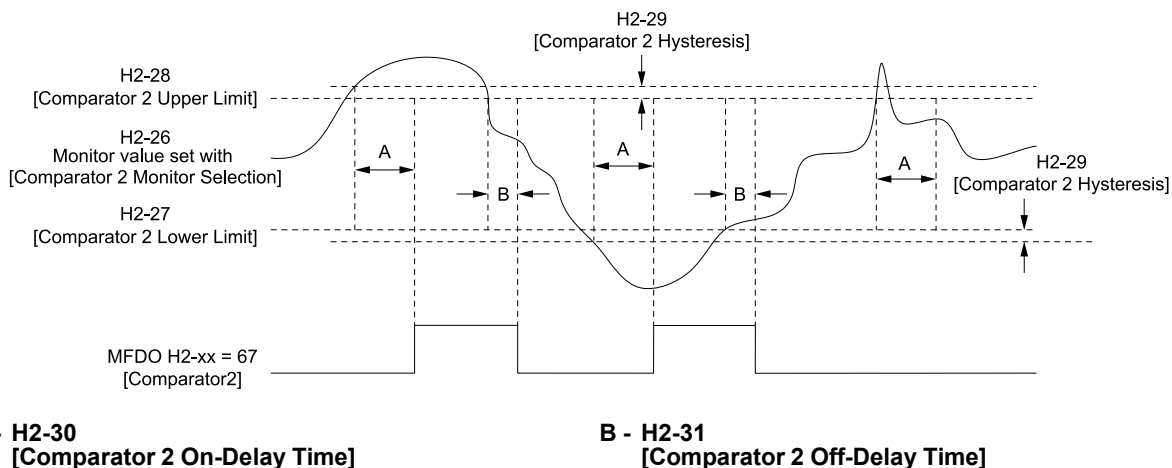 H2-29
[Comparator 2 Hysteresis]
H2-28
[Comparator 2 Upper Limit]
H2-26
Monitor value set with
[Comparator 2 Monitor Selection]
A
B
A
B
A
H2-29
[Comparator 2 Hysteresis]
H2-27
[Comparator 2 Lower Limit]
MFDO H2-xx = 67
[Comparator2]
- H2-30
[Comparator 2 On-Delay Time]
B - H2-31
[Comparator 2 Off-Delay Time]